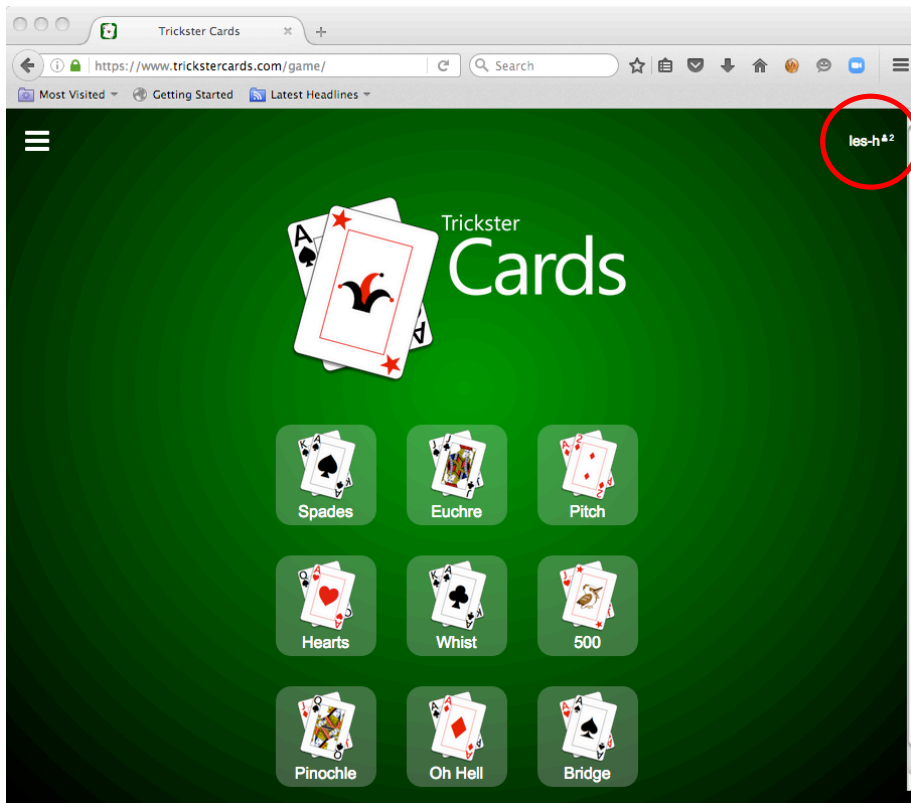 Trickster Cards
https://www.trickstercards.com/game/
Search
Most Visited
Getting Started
Latest Headlines
les-h 2
Trickster
Cards
Spades
Euchre
Pitch
Hearts
Whist
500
Pinochle
Oh Hell
Bridge